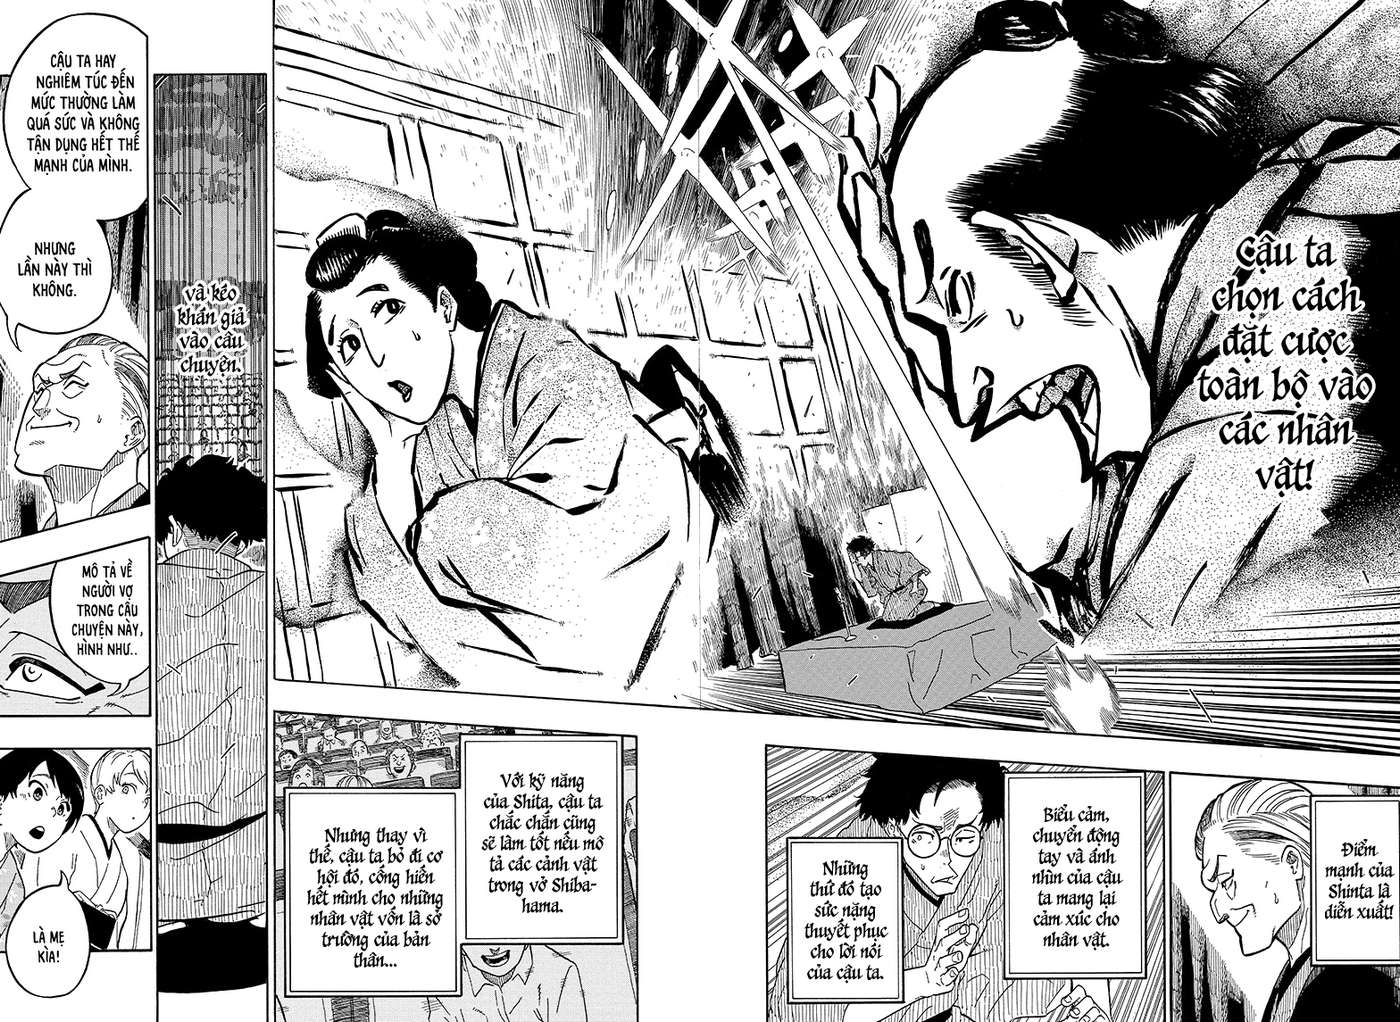 Cậu ta
chọn cách
đặt cược
toàn bộ vào
các nhân
vật!
Điểm
mạnh của
Shinta là
diễn xuất!
Biểu cảm,
chuyển động
tay và ánh
nhìn của cậu
ta mang lại
cảm xúc cho
nhân vật.
Những
thứ đó tạo
sức nặng
thuyết phục
cho lời nói
của cậu ta.
Với kỹ năng
của Shita, cậu ta
chắc chắn cũng
sẽ làm tốt nếu mô
tả các cảnh vật
trong vở Shiba-
hama.
Nhưng thay vì
thế, cậu ta bỏ đi cơ
hội đó, cống hiến
hết mình cho những
nhân vật vốn là sở
trường của bản
thân...
và kéo
khán giả
vào câu
chuyện.
CẬU TA HAY
NGHIÊM TÚC ĐẾN
MỨC THƯỜNG LÀM
QUÁ SỨC VÀ KHÔNG
TẬN DỤNG HẾT THẾ
MẠNH CỦA MÌNH.
NHƯNG
LẦN NÀY THÌ
KHÔNG.
MÔ TẢ VỀ
NGƯỜI VỢ
TRONG CÂU
CHUYỆN NÀY,
HÌNH NHƯ..
LÀ MẸ
KÌA!